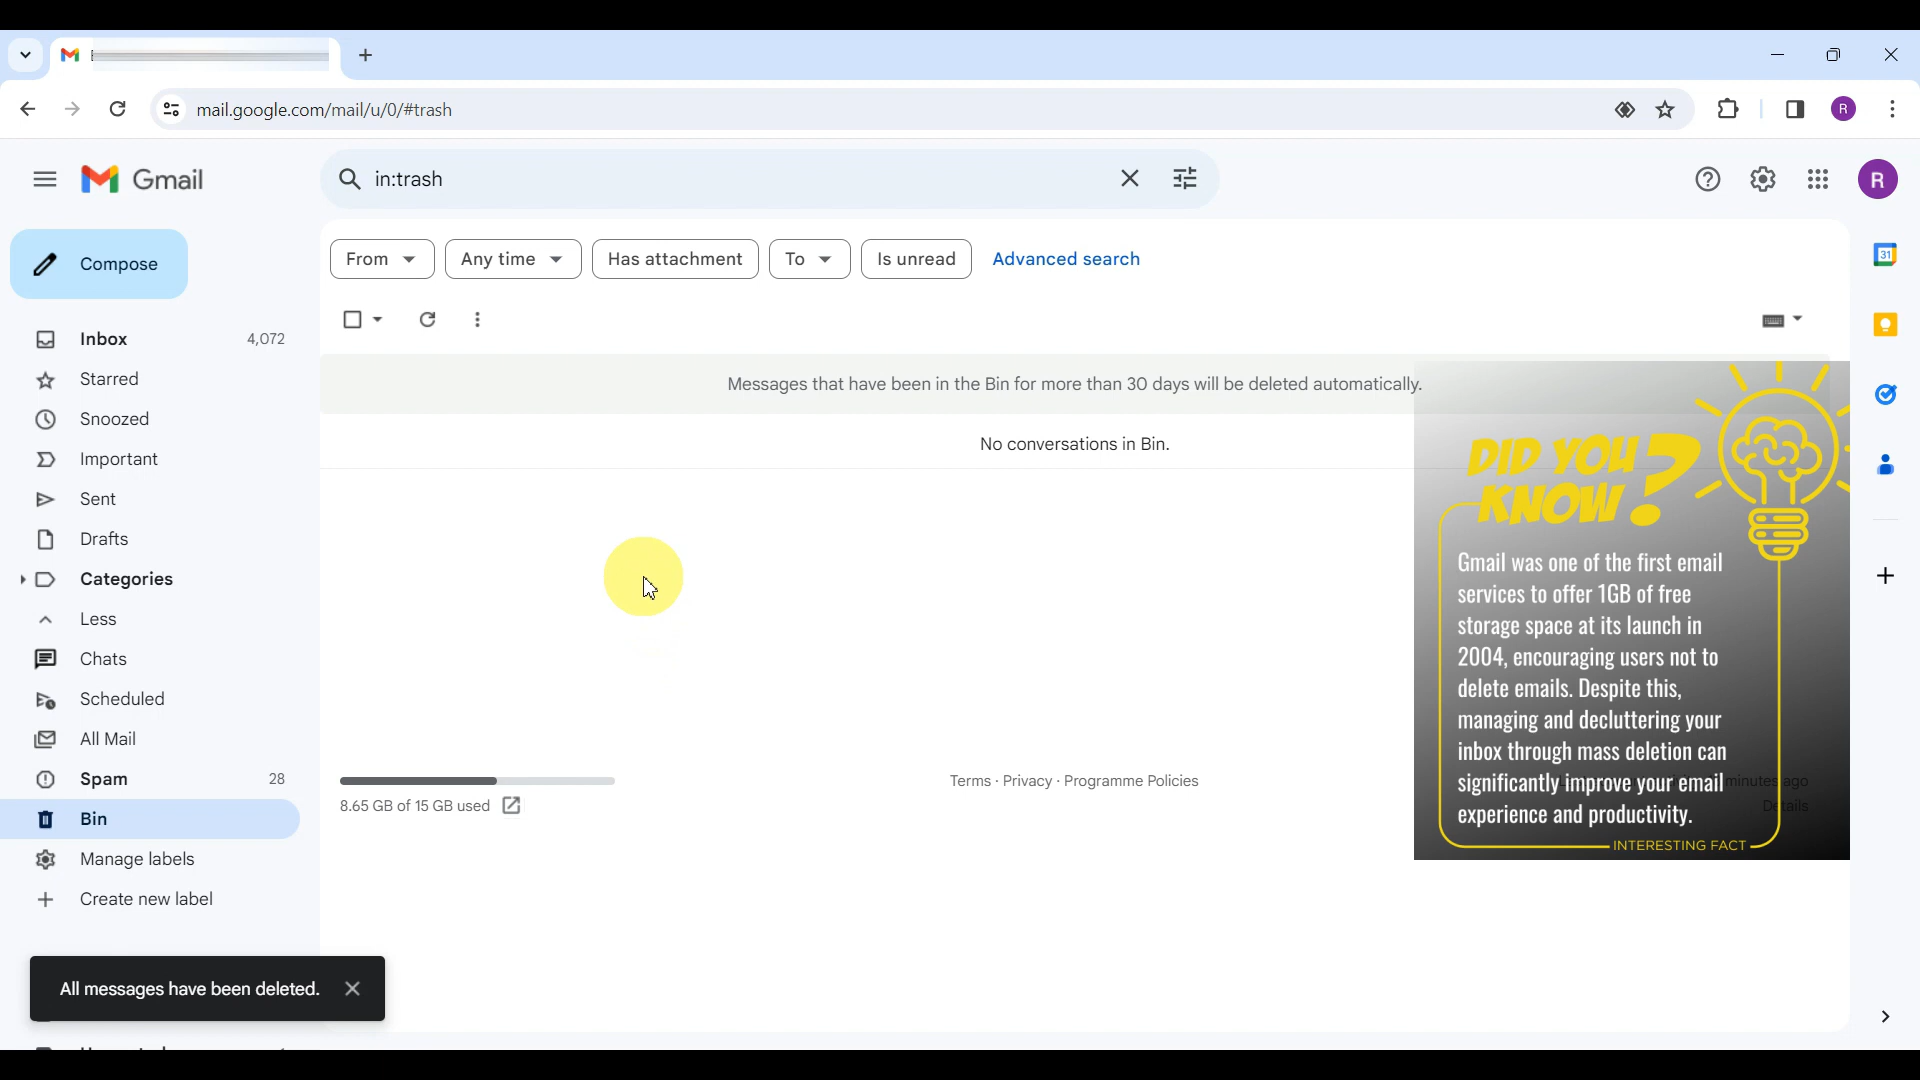 mail.google.com/mail/u/0/#trash
R
Gmail
in:trash
R
Compose
From
Any time
Has attachment
To
Is unread
Advanced search
31
Inbox 4,072
Starred
Snoozed
Important
Sent
Drafts
Categories
Less
Chats
Scheduled
All Mail
Spam 28
Bin
Manage labels
Create new label
Messages that have been in the Bin for more than 30 days will be deleted automatically.
No conversations in Bin.
8.65 GB of 15 GB used
Terms · Privacy · Programme Policies
minutes ago
Details
DID YOU
KNOW?
Gmail was one of the first email
services to offer 1GB of free
storage space at its launch in
2004, encouraging users not to
delete emails. Despite this,
managing and decluttering your
inbox through mass deletion can
significantly improve your email
experience and productivity.
INTERESTING FACT
All messages have been deleted.